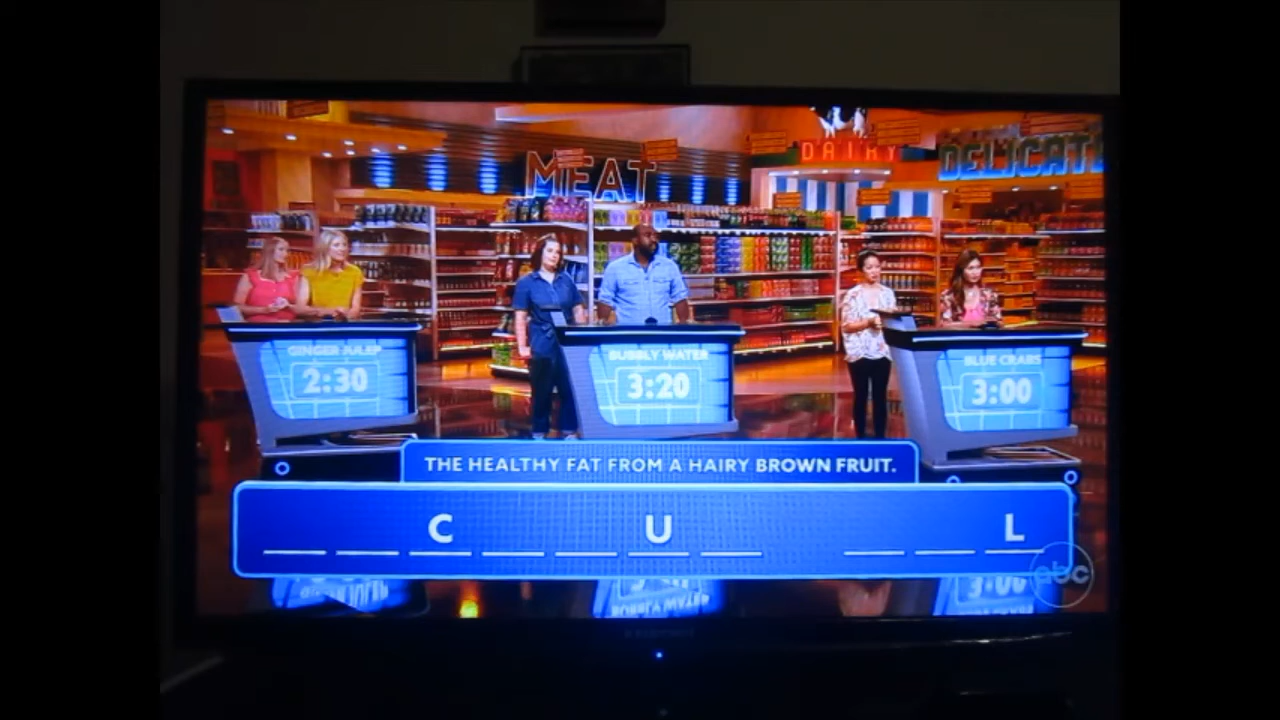 MEAT
DAIRY
DELICATE
GINGER JULEP
2:30
BUBBLY WATER
3:20
BLUE CRABS
3:00
THE HEALTHY FAT FROM A HAIRY BROWN FRUIT.
C U L
abc